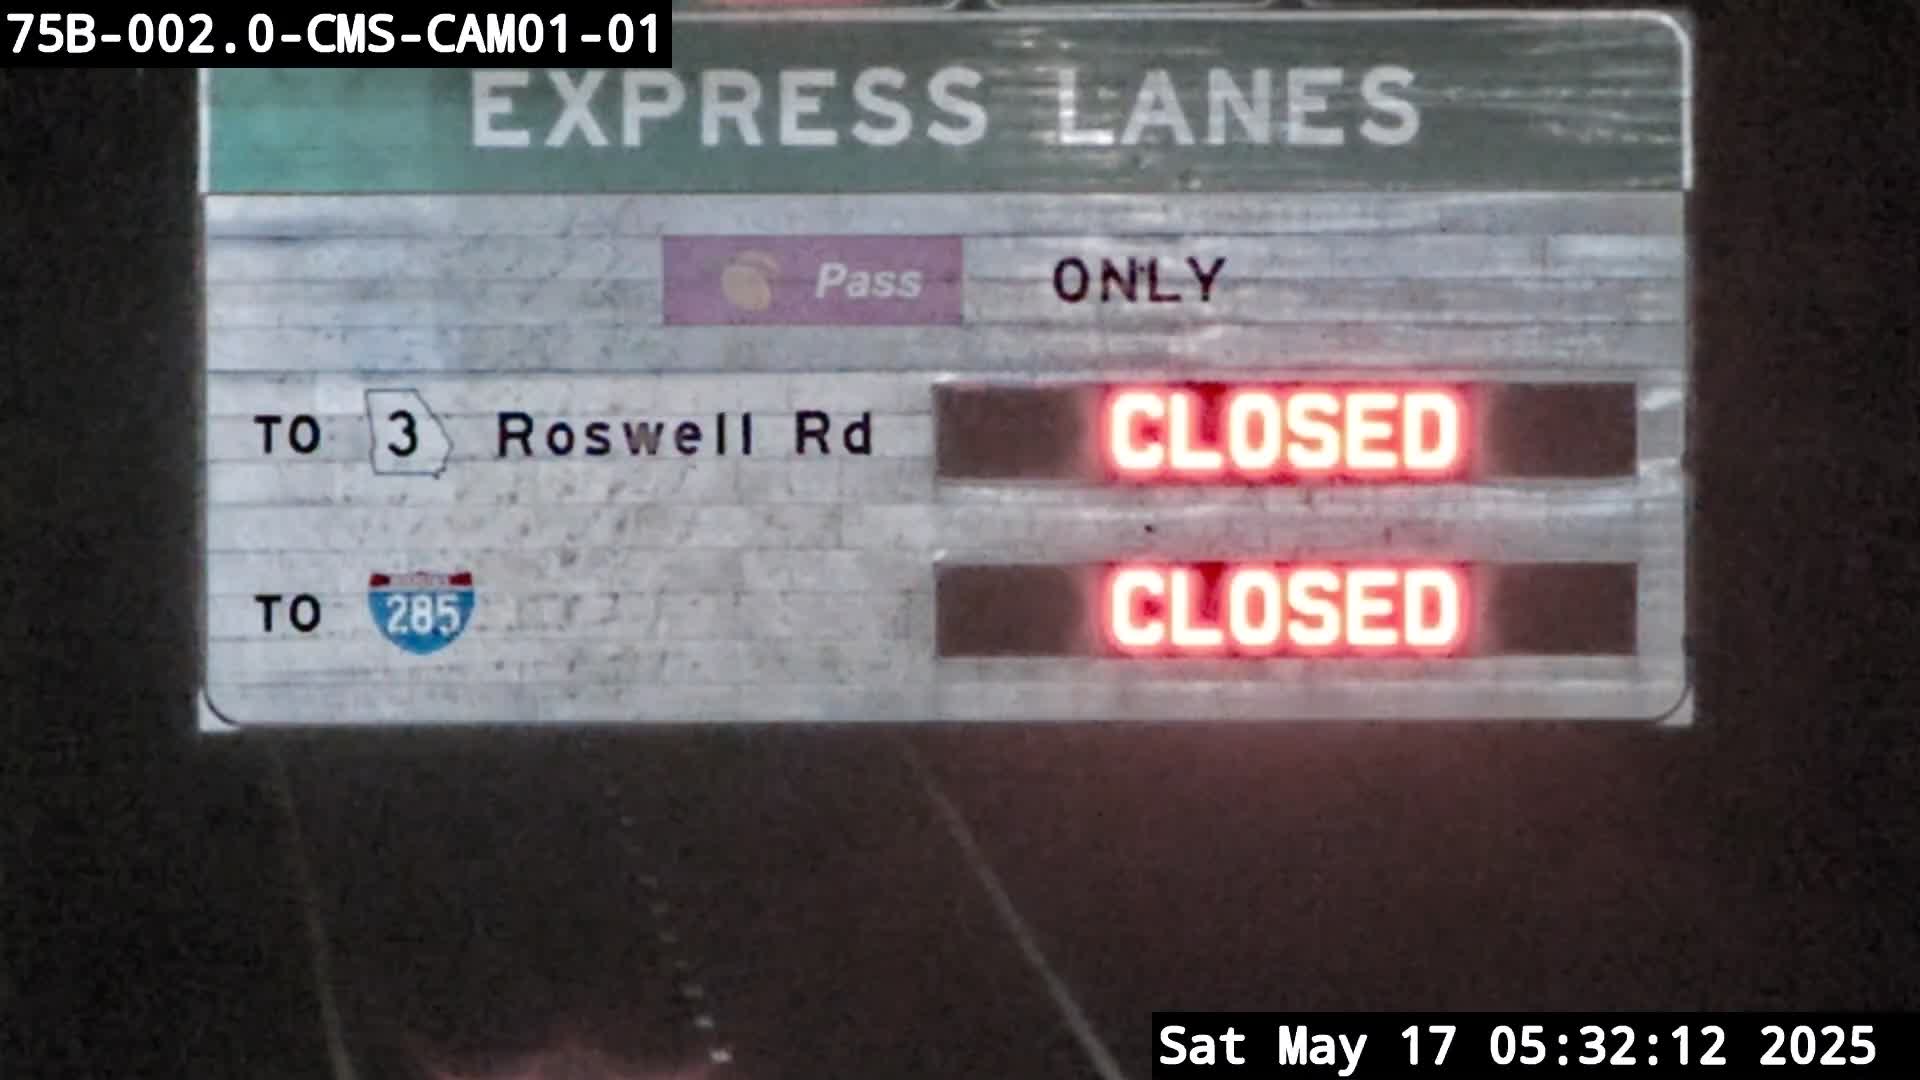 75B-002.0-CMS-CAM01-01
EXPRESS LANES
Pass ONLY
TO 3 Roswell Rd CLOSED
TO 285 CLOSED
Sat May 17 05:32:12 2025